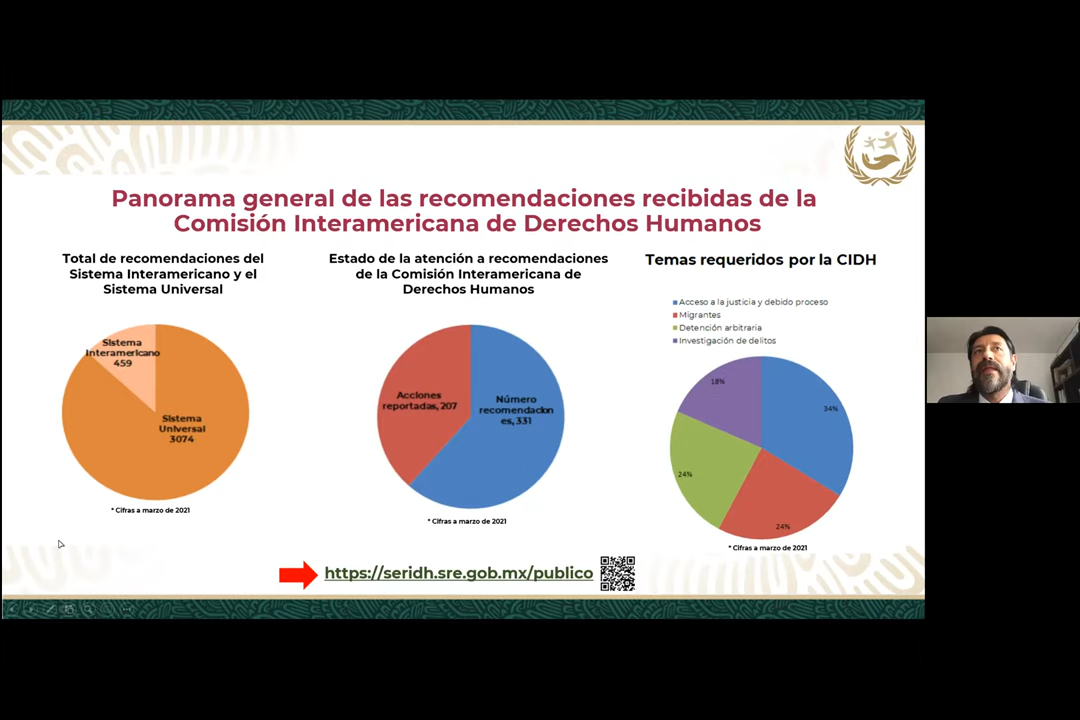 Panorama general de las recomendaciones recibidas de la
Comisión Interamericana de Derechos Humanos
Total de recomendaciones del
Sistema Interamericano y el
Sistema Universal
Sistema
Interamericano
459
Sistema
Universal
3074
* Cifras a marzo de 2021
Estado de la atención a recomendaciones
de la Comisión Interamericana de
Derechos Humanos
Acciones
reportadas, 207
Número
recomendacion
es, 331
* Cifras a marzo de 2021
Temas requeridos por la CIDH
Acceso a la justicia y debido proceso
Migrantes
Detención arbitraria
Investigación de delitos
18%
34%
24%
24%
* Cifras a marzo de 2021
https://seridh.sre.gob.mx/publico